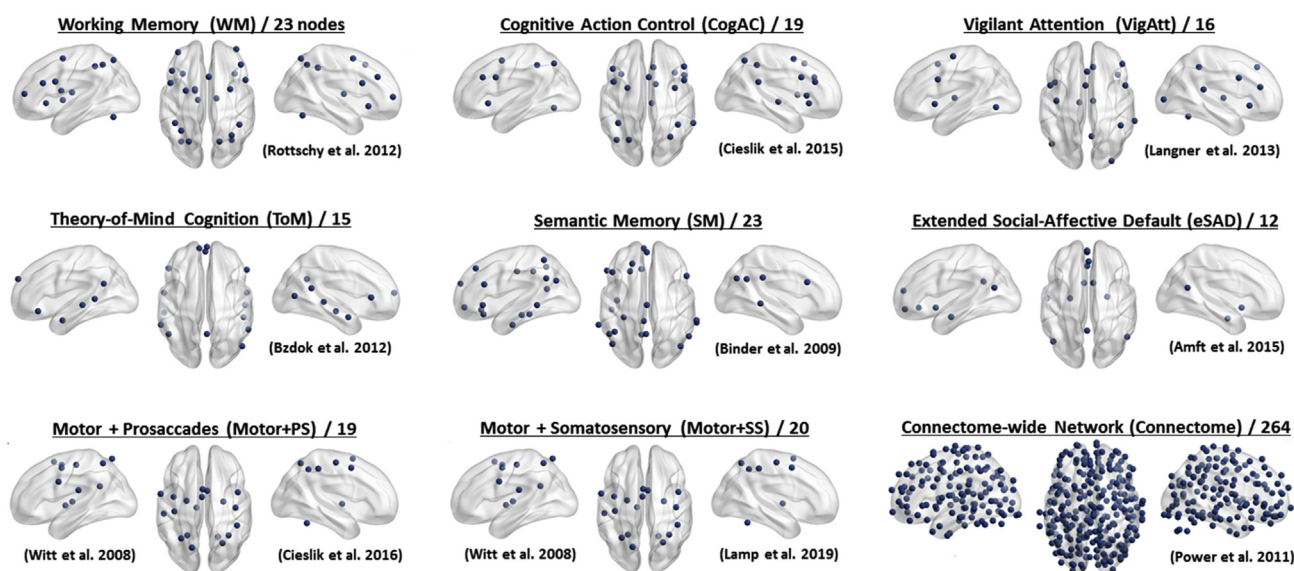 Working Memory (WM) / 23 nodes
Cognitive Action Control (CogAC) / 19
Vigilant Attention (VigAtt) / 16
(Rottschy et al. 2012)
(Cieslik et al. 2015)
(Langner et al. 2013)
Theory-of-Mind Cognition (ToM) / 15
Semantic Memory (SM) / 23
Extended Social-Affective Default (eSAD) / 12
(Bzdok et al. 2012)
(Binder et al. 2009)
(Amft et al. 2015)
Motor + Prosaccades (Motor+PS) / 19
Motor + Somatosensory (Motor+SS) / 20
Connectome-wide Network (Connectome) / 264
(Witt et al. 2008)
(Cieslik et al. 2016)
(Witt et al. 2008)
(Lamp et al. 2019)
(Power et al. 2011)